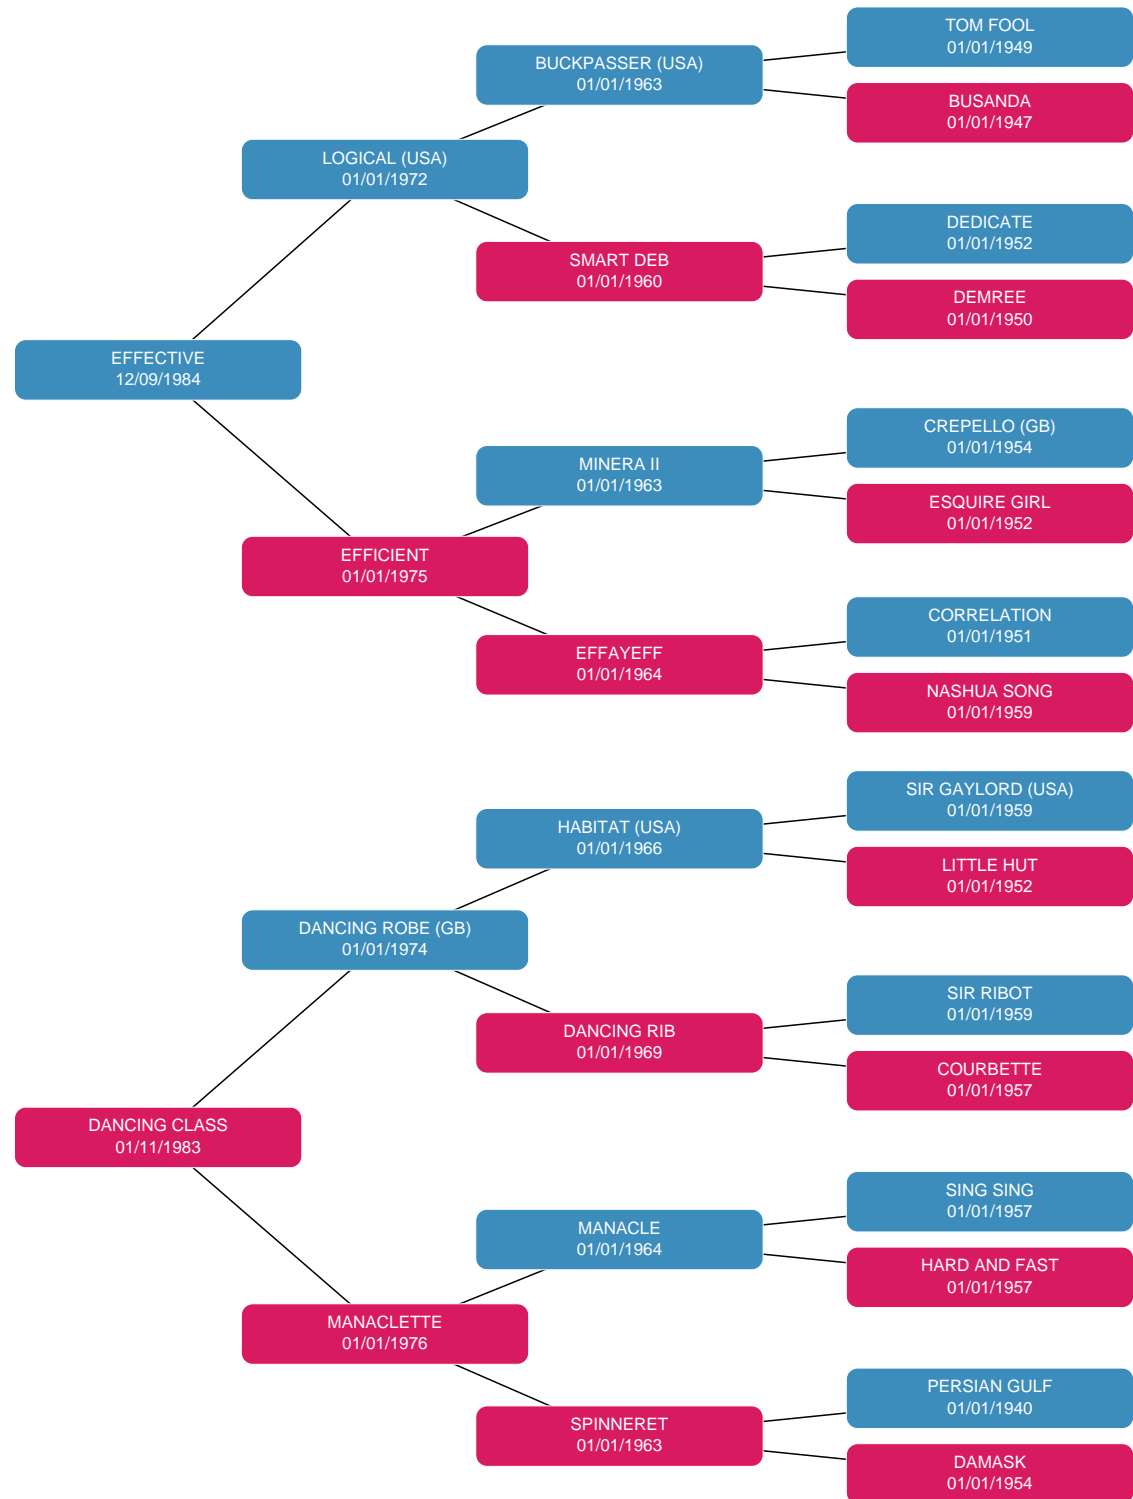 TOM FOOL
01/01/1949
BUCKPASSER (USA)
01/01/1963
BUSANDA
01/01/1947
LOGICAL (USA)
01/01/1972
DEDICATE
01/01/1952
SMART DEB
01/01/1960
DEMREE
01/01/1950
EFFECTIVE
12/09/1984
CREPELLO (GB)
01/01/1954
MINERA II
01/01/1963
ESQUIRE GIRL
01/01/1952
EFFICIENT
01/01/1975
CORRELATION
01/01/1951
EFFAYEFF
01/01/1964
NASHUA SONG
01/01/1959
SIR GAYLORD (USA)
01/01/1959
HABITAT (USA)
01/01/1966
LITTLE HUT
01/01/1952
DANCING ROBE (GB)
01/01/1974
SIR RIBOT
01/01/1959
DANCING RIB
01/01/1969
COURBETTE
01/01/1957
DANCING CLASS
01/11/1983
SING SING
01/01/1957
MANACLE
01/01/1964
HARD AND FAST
01/01/1957
MANACLETTE
01/01/1976
PERSIAN GULF
01/01/1940
SPINNERET
01/01/1963
DAMASK
01/01/1954